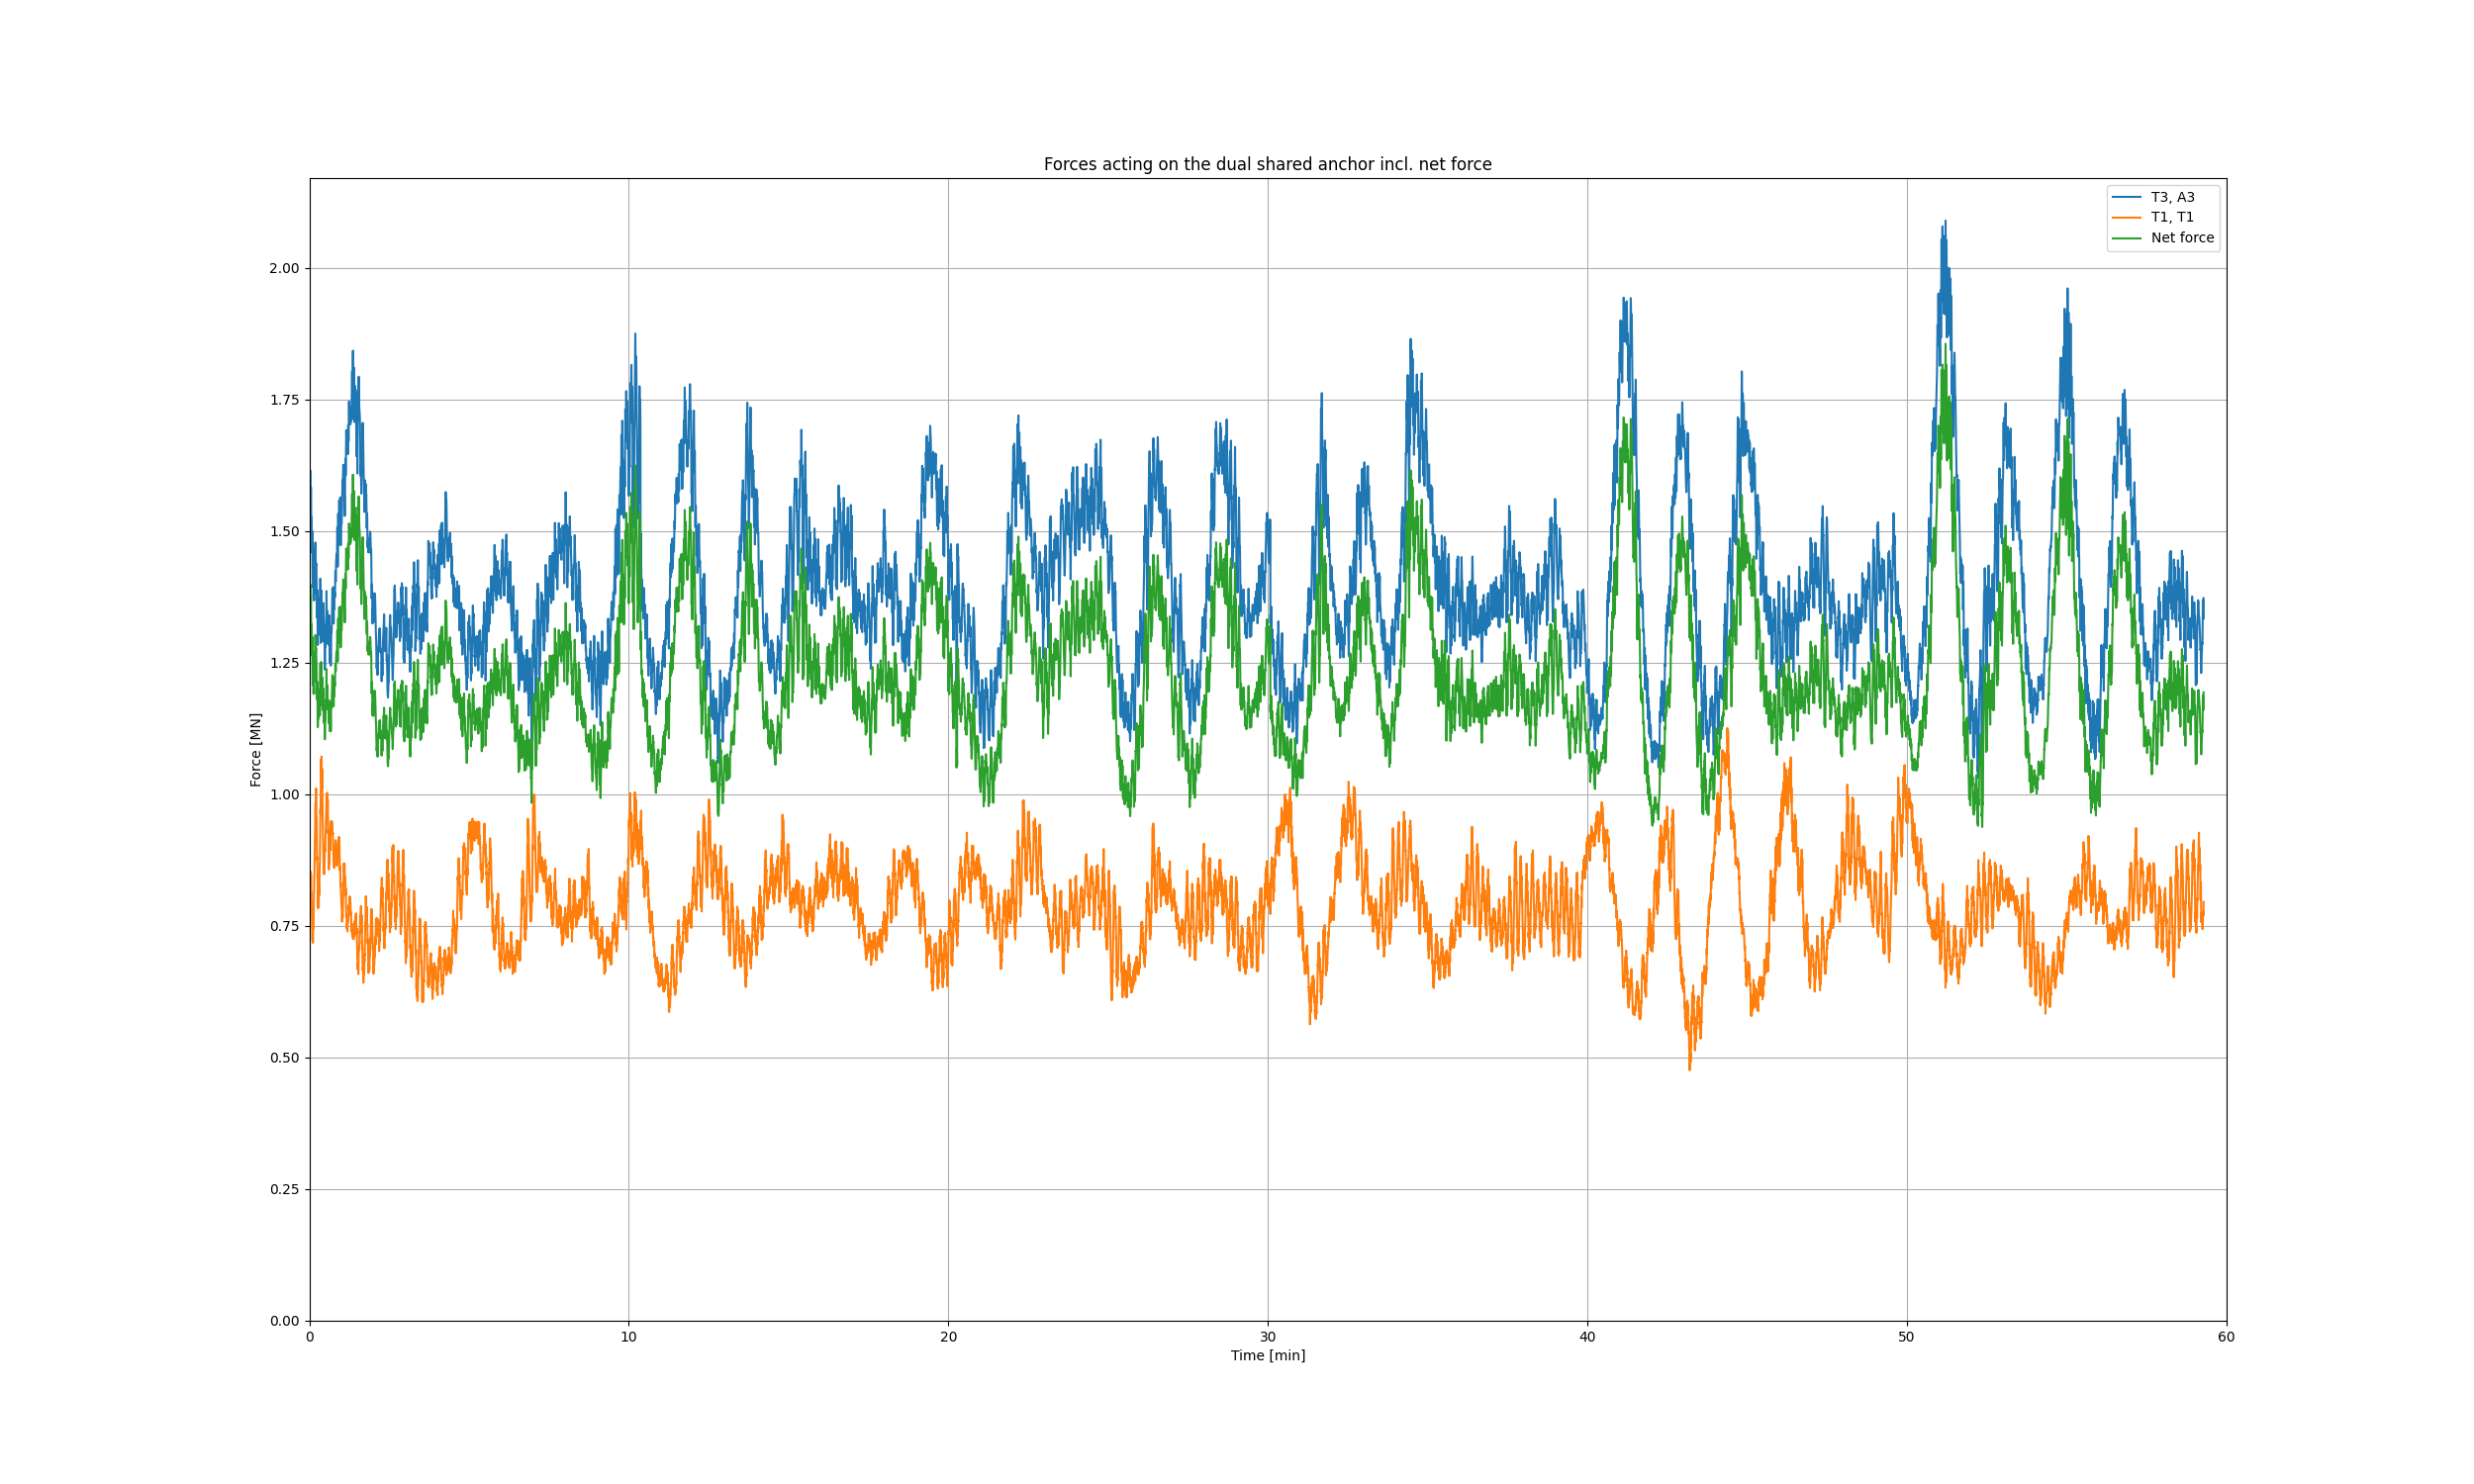 Forces acting on the dual shared anchor incl. net force
T3, A3
T1, T1
Net force
2.00
1.75
1.50
1.25
1.00
0.75
0.50
0.25
0.00
Force [MN]
0 10 20 30 40 50 60
Time [min]